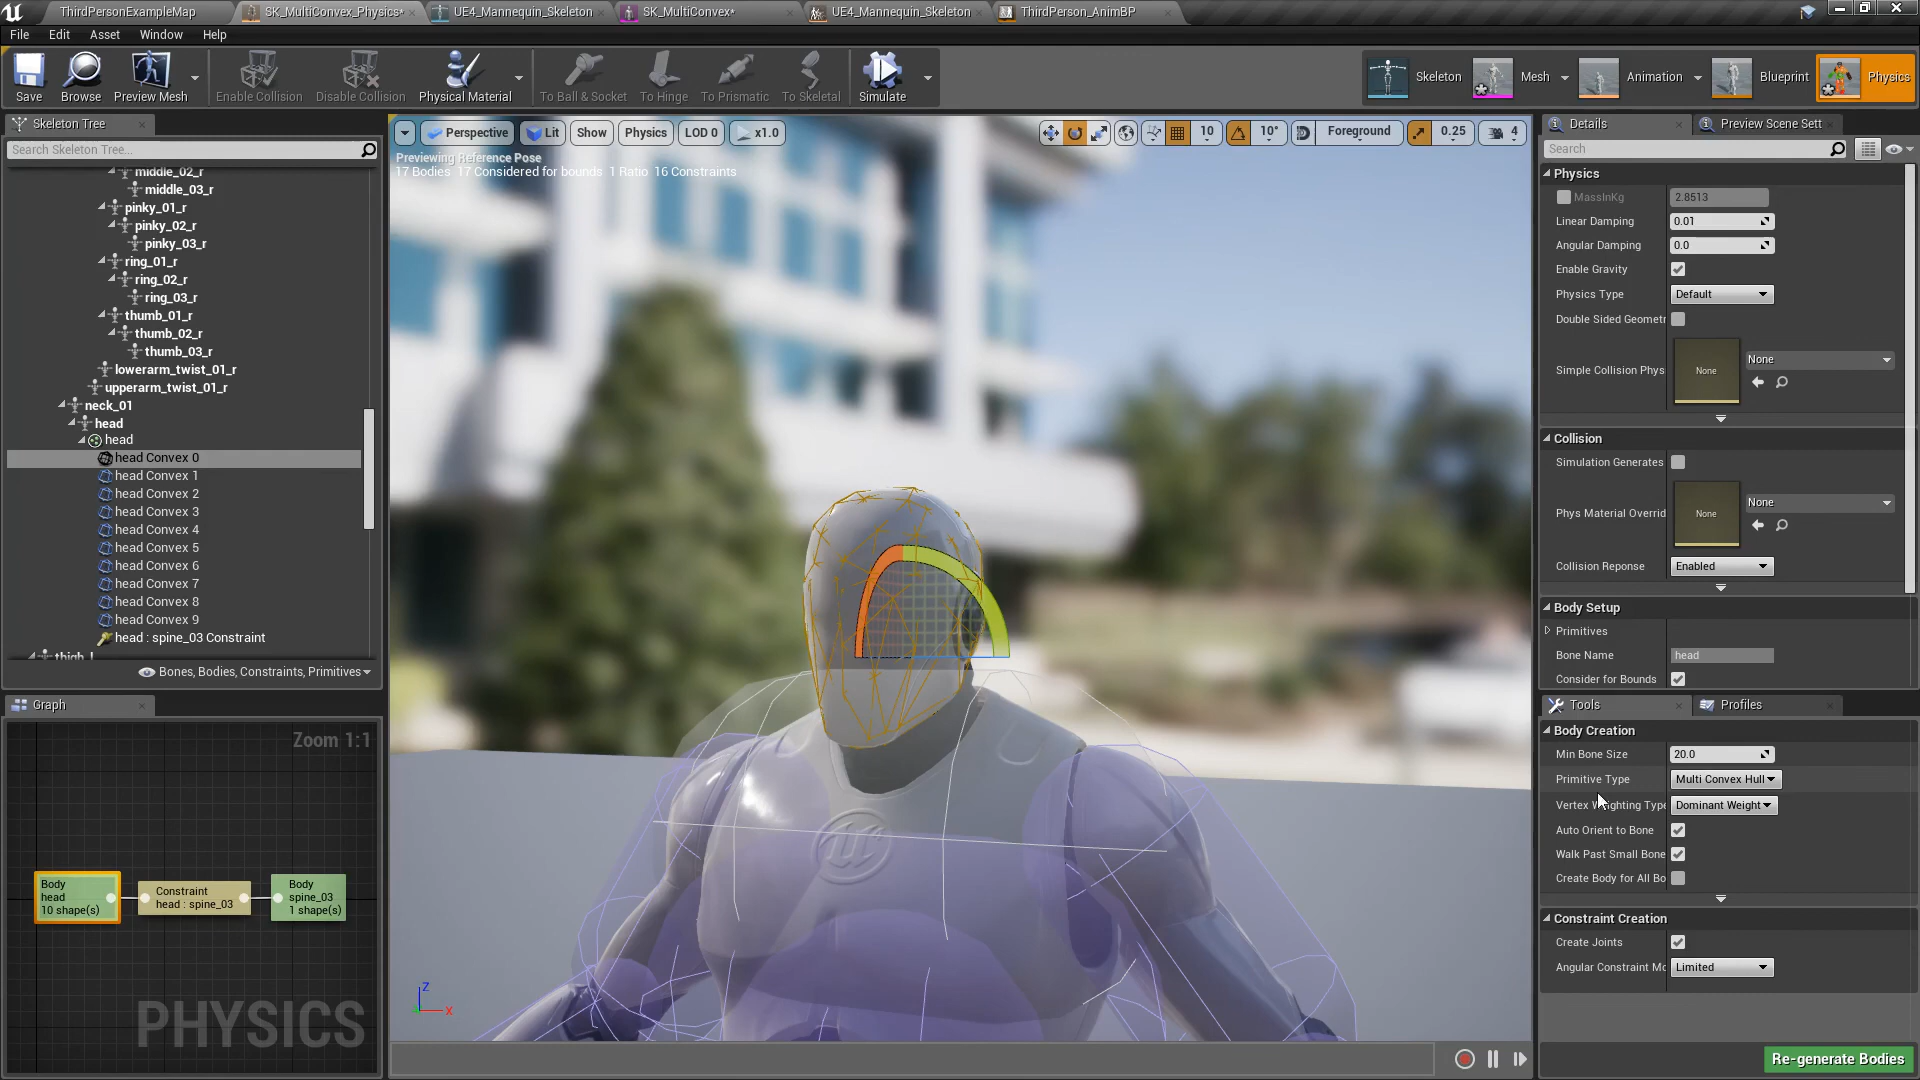 ThirdPersonExampleMap
SK_MultiConvex_Physics*
UE4_Mannequin_Skeleton
SK_MultiConvex*
UE4_Mannequin_Skeleton
ThirdPerson_AnimBP
File
Edit
Asset
Window
Help
Save
Browse
Preview Mesh
Enable Collision
Disable Collision
Physical Material
To Ball & Socket
To Hinge
To Prismatic
To Skeletal
Simulate
Skeleton
Mesh
Animation
Blueprint
Physics
Skeleton Tree
Search Skeleton Tree...
middle_02_r
middle_03_r
pinky_01_r
pinky_02_r
pinky_03_r
ring_01_r
ring_02_r
ring_03_r
thumb_01_r
thumb_02_r
thumb_03_r
lowerarm_twist_01_r
upperarm_twist_01_r
neck_01
head
head
head Convex 0
head Convex 1
head Convex 2
head Convex 3
head Convex 4
head Convex 5
head Convex 6
head Convex 7
head Convex 8
head Convex 9
head : spine_03 Constraint
thigh_l
Bones, Bodies, Constraints, Primitives
Graph
Zoom 1:1
Body
head
10 shape(s)
Constraint
head : spine_03
Body
spine_03
1 shape(s)
PHYSICS
Perspective
Lit
Show
Physics
LOD 0
x1.0
10
10°
Foreground
0.25
4
Previewing Reference Pose
17 Bodies 17 Considered for bounds 1 Ratio 16 Constraints
Z
X
Details
Preview Scene Sett
Search
Physics
MassInKg
2.8513
Linear Damping
0.01
Angular Damping
0.0
Enable Gravity
Physics Type
Default
Double Sided Geometr
Simple Collision Phys
None
None
Collision
Simulation Generates
Phys Material Overrid
None
None
Collision Reponse
Enabled
Body Setup
Primitives
Bone Name
head
Consider for Bounds
Tools
Profiles
Body Creation
Min Bone Size
20.0
Primitive Type
Multi Convex Hull
Vertex Weighting Type
Dominant Weight
Auto Orient to Bone
Walk Past Small Bone
Create Body for All Bo
Constraint Creation
Create Joints
Angular Constraint Mo
Limited
Re-generate Bodies